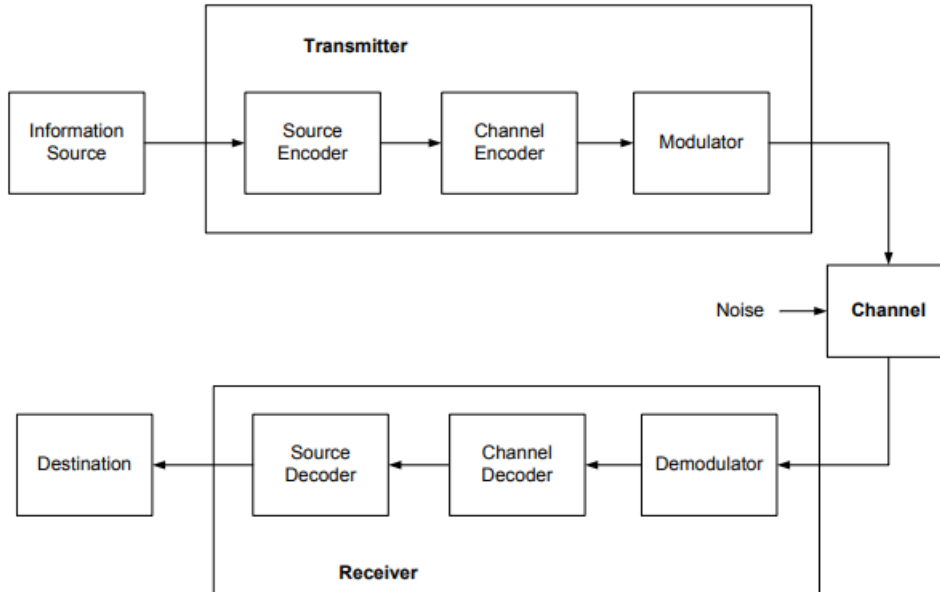 Transmitter
Information
Source
Source
Encoder
Channel
Encoder
Modulator
Noise
Channel
Destination
Source
Decoder
Channel
Decoder
Demodulator
Receiver